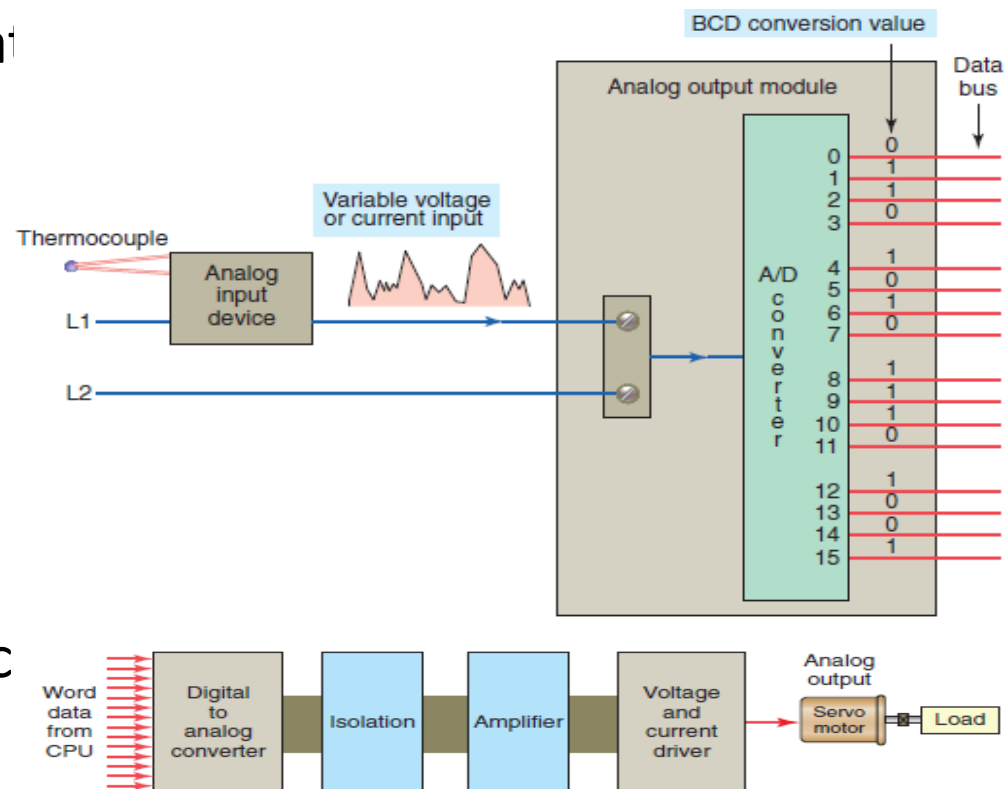 BCD conversion value
Data
bus
Analog output module
Variable voltage
or current input
Thermocouple
Analog
input
device
L1
L2
A/D
converter
0 0
1 1
2 1
3 0
4 1
5 0
6 1
7 0
8 1
9 1
10 1
11 0
12 1
13 0
14 0
15 1
Word
data
from
CPU
Digital
to
analog
converter
Isolation
Amplifier
Voltage
and
current
driver
Analog
output
Servo
motor
Load